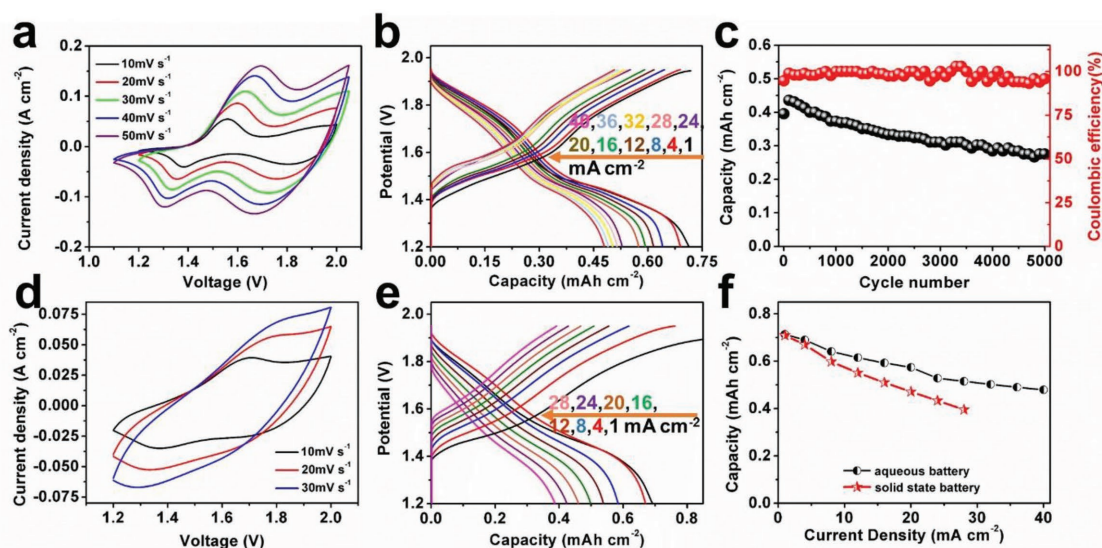 a
Current density (A cm⁻²)
0.2
0.1
0.0
-0.1
-0.2
10mV s⁻¹
20mV s⁻¹
30mV s⁻¹
40mV s⁻¹
50mV s⁻¹
1.0 1.2 1.4 1.6 1.8 2.0
Voltage (V)
b
Potential (V)
2.0
1.8
1.6
1.4
1.2
40,36,32,28,24,
20,16,12,8,4,1
mA cm⁻²
0.00 0.15 0.30 0.45 0.60 0.75
Capacity (mAh cm⁻²)
c
Capacity (mAh cm⁻²)
0.6
0.5
0.4
0.3
0.2
0.1
0.0
100
75
50
25
0
Coulombic efficiency(%)
0 1000 2000 3000 4000 5000
Cycle number
d
Current density (A cm⁻²)
0.075
0.050
0.025
0.000
-0.025
-0.050
-0.075
10mV s⁻¹
20mV s⁻¹
30mV s⁻¹
1.2 1.4 1.6 1.8 2.0
Voltage (V)
e
Potential (V)
2.0
1.8
1.6
1.4
1.2
28,24,20,16,
12,8,4,1 mA cm⁻²
0.0 0.2 0.4 0.6 0.8
Capacity (mAh cm⁻²)
f
Capacity (mAh cm⁻²)
0.8
0.6
0.4
0.2
0.0
aqueous battery
solid state battery
0 10 20 30 40
Current Density (mA cm⁻²)